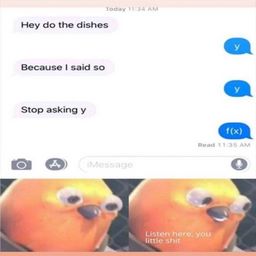 Today 11:34 AM
Hey do the dishes
y
Because I said so
y
Stop asking y
f(x)
Read 11:35 AM
iMessage
Listen here, you
little shit